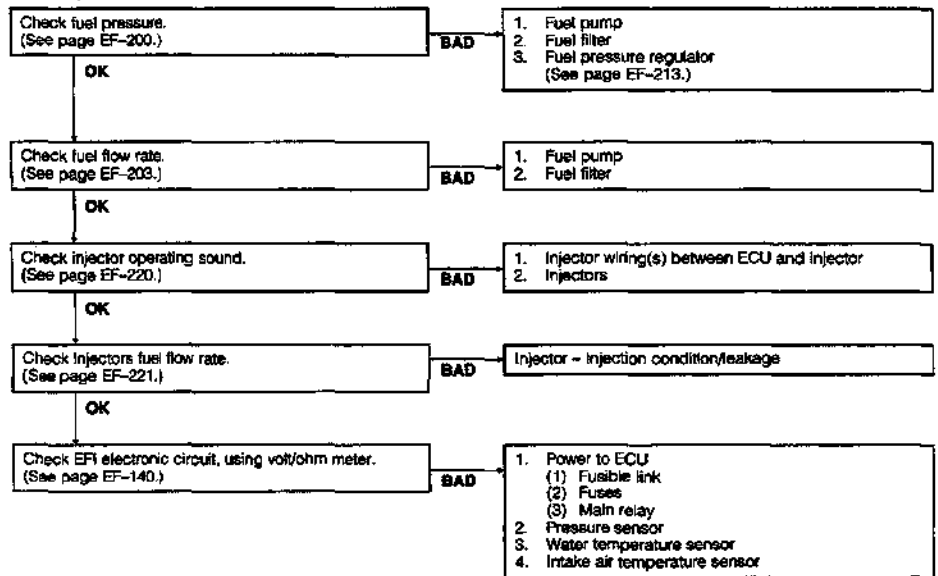 Check fuel pressure.
(See page EF–200.)
BAD
1. Fuel pump
2. Fuel filter
3. Fuel pressure regulator
(See page EF–213.)
OK
Check fuel flow rate.
(See page EF–203.)
BAD
1. Fuel pump
2. Fuel filter
OK
Check injector operating sound.
(See page EF–220.)
BAD
1. Injector wiring(s) between ECU and injector
2. Injectors
OK
Check Injectors fuel flow rate.
(See page EF–221.)
BAD
Injector – Injection condition/leakage
OK
Check EFI electronic circuit, using volt/ohm meter.
(See page EF–140.)
BAD
1. Power to ECU
(1) Fusible link
(2) Fuses
(3) Main relay
2. Pressure sensor
3. Water temperature sensor
4. Intake air temperature sensor